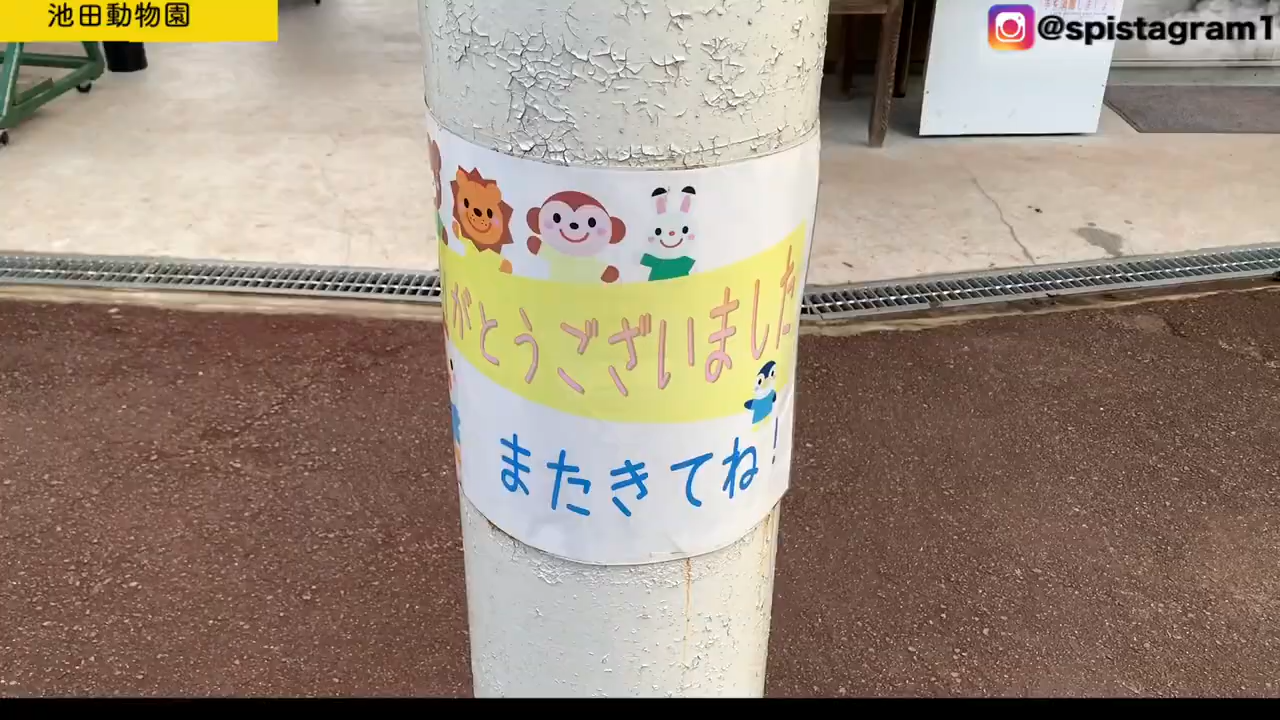 池田動物園
@spistagram1
がとうございました
またきてね!